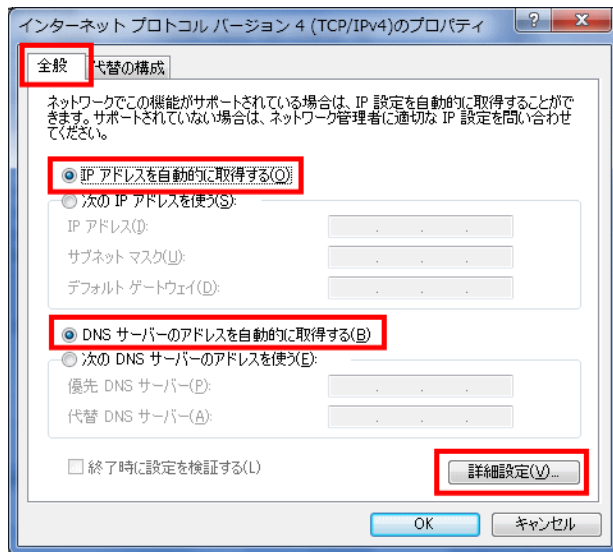 インターネット プロトコル バージョン 4 (TCP/IPv4)のプロパティ
全般 代替の構成
ネットワークでこの機能がサポートされている場合は、IP 設定を自動的に取得することがで
きます。サポートされていない場合は、ネットワーク管理者に適切な IP 設定を問い合わせ
てください。
IP アドレスを自動的に取得する(O)
次の IP アドレスを使う(S):
IP アドレス(I):
サブネット マスク(U):
デフォルト ゲートウェイ(D):
DNS サーバーのアドレスを自動的に取得する(B)
次の DNS サーバーのアドレスを使う(E):
優先 DNS サーバー(P):
代替 DNS サーバー(A):
終了時に設定を検証する(L)
詳細設定(V)...
OK キャンセル